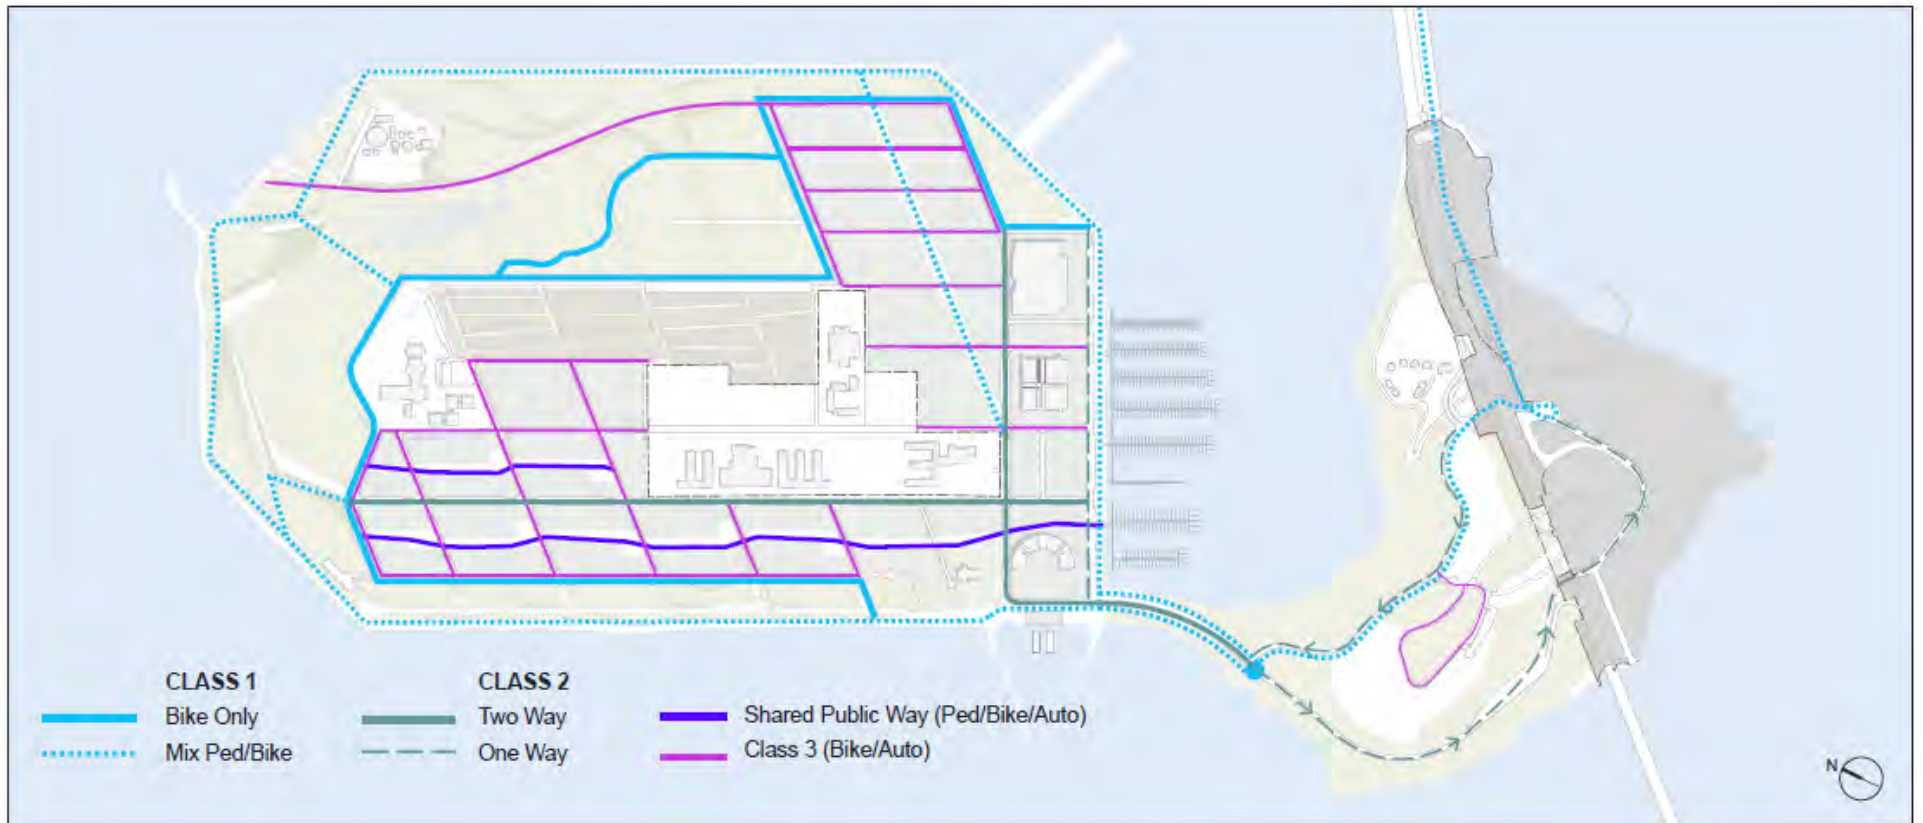 CLASS 1
Bike Only
Mix Ped/Bike
CLASS 2
Two Way
One Way
Shared Public Way (Ped/Bike/Auto)
Class 3 (Bike/Auto)
N